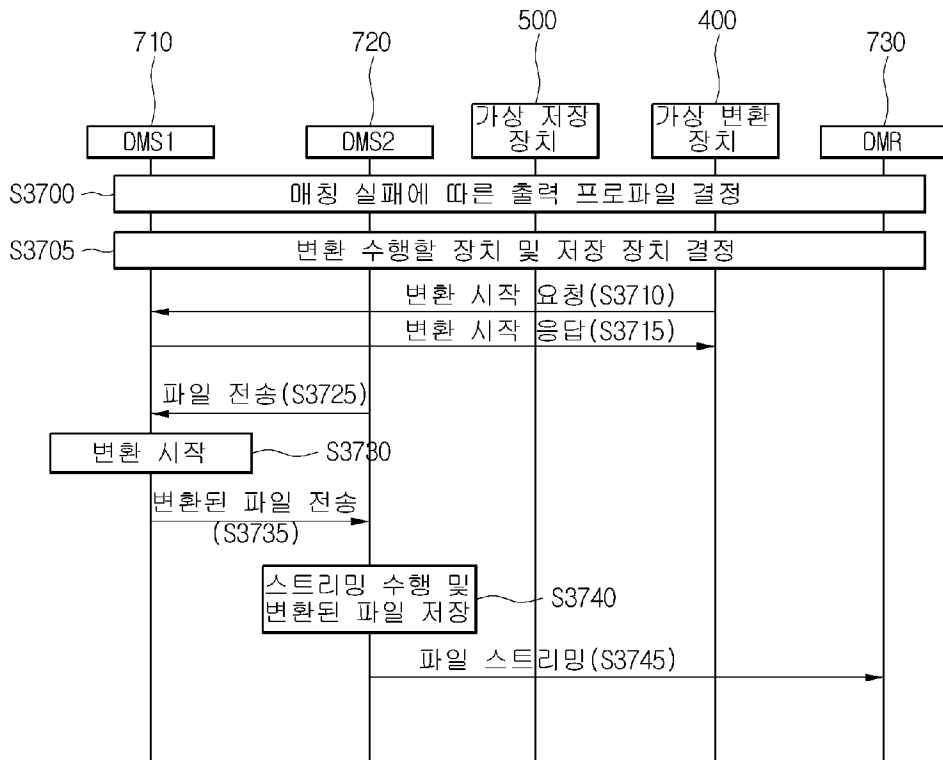 710
720
500
400
730
DMS1
DMS2
가상 저장
장치
가상 변환
장치
DMR
S3700
매칭 실패에 따른 출력 프로파일 결정
S3705
변환 수행할 장치 및 저장 장치 결정
변환 시작 요청(S3710)
변환 시작 응답(S3715)
파일 전송(S3725)
변환 시작
S3730
변환된 파일 전송
(S3735)
스트리밍 수행 및
변환된 파일 저장
S3740
파일 스트리밍(S3745)